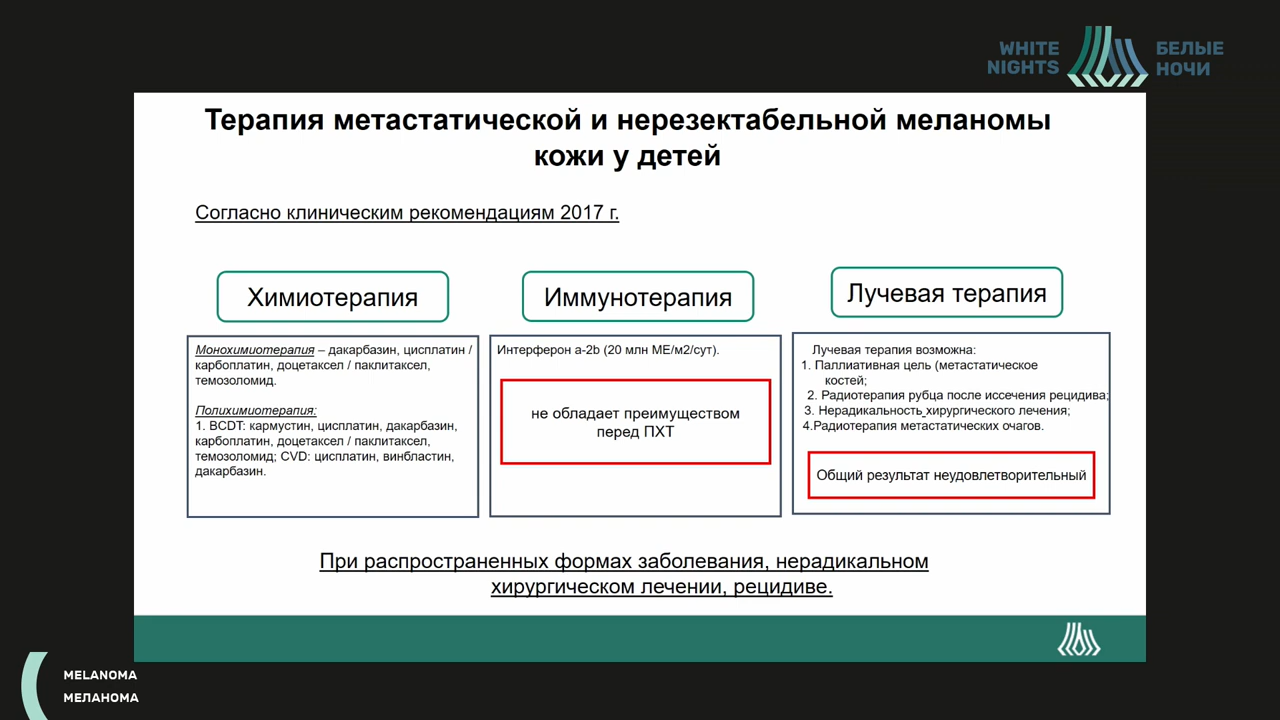 WHITE
NIGHTS
БЕЛЫЕ
НОЧИ
Терапия метастатической и нерезектабельной меланомы
кожи у детей
Согласно клиническим рекомендациям 2017 г.
Химиотерапия
Монохимиотерапия – дакарбазин, цисплатин /
карбоплатин, доцетаксел / паклитаксел,
темозоломид.
Полихимиотерапия:
1. BCDT: кармустин, цисплатин, дакарбазин,
карбоплатин, доцетаксел / паклитаксел,
темозоломид; CVD: цисплатин, винбластин,
дакарбазин.
Иммунотерапия
Интерферон а-2b (20 млн МЕ/м2/сут).
не обладает преимуществом
перед ПХТ
Лучевая терапия
Лучевая терапия возможна:
1. Паллиативная цель (метастатическое
костей;
2. Радиотерапия рубца после иссечения рецидива;
3. Нерадикальность хирургического лечения;
4.Радиотерапия метастатических очагов.
Общий результат неудовлетворительный
При распространенных формах заболевания, нерадикальном
хирургическом лечении, рецидиве.
MELANOMA
МЕЛАНОМА